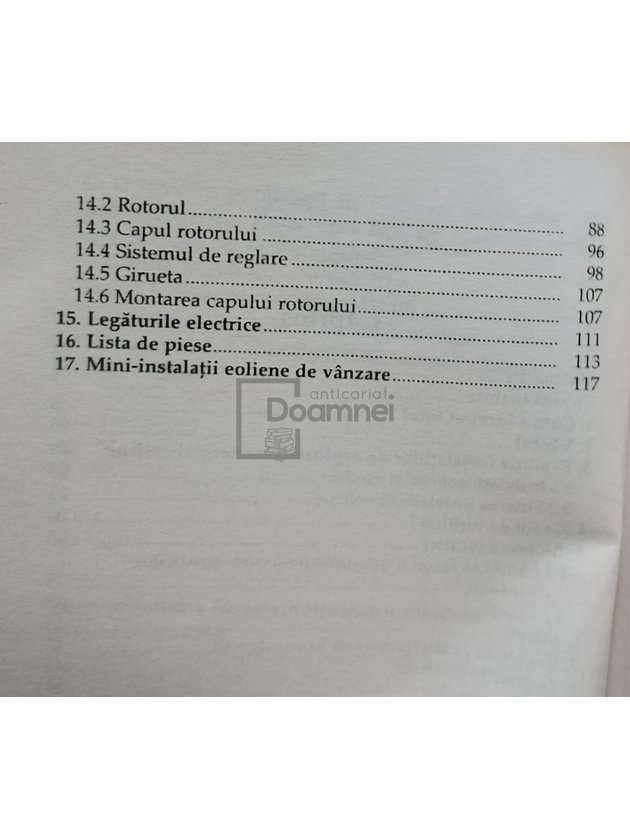 14.2 Rotorul........ 88
14.3 Capul rotorului ........ 96
14.4 Sistemul de reglare........ 98
14.5 Girueta........ 107
14.6 Montarea capului rotorului........ 107
15. Legăturile electrice........ 111
16. Lista de piese........ 113
17. Mini-instalații eoliene de vânzare........ 117
anticariat
Doamnei